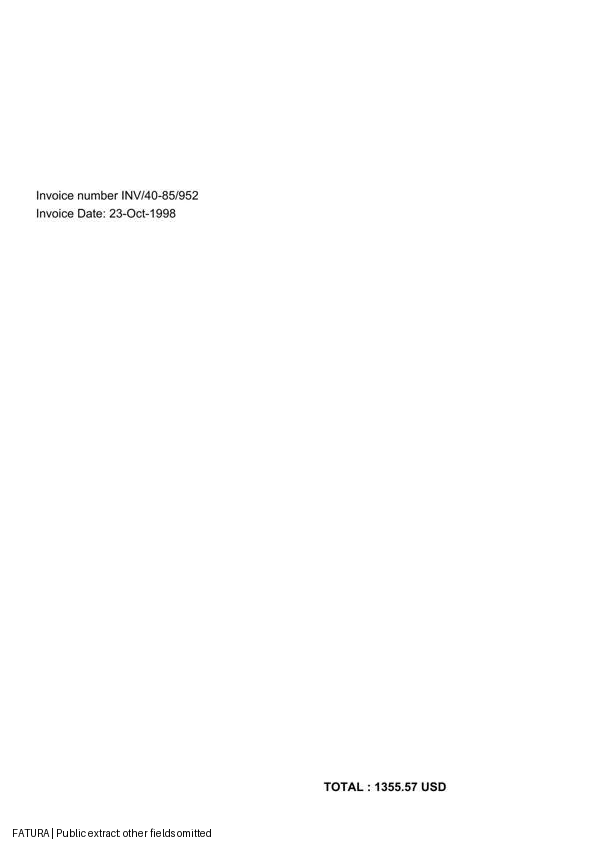 Invoice number INV/40-85/952
Invoice Date: 23-Oct-1998
TOTAL : 1355.57 USD
FATURA | Public extract: other fields omitted